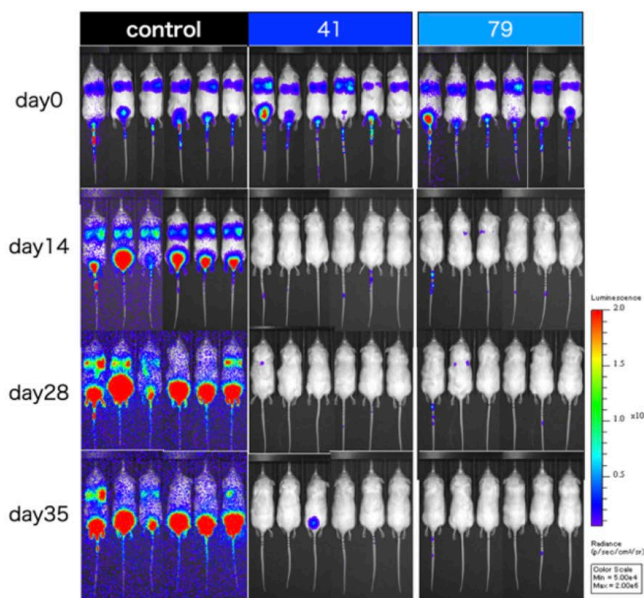 control 41 79
day0
day14
day28
day35
Luminescence
2.0
1.5
1.0
x10
0.5
Radiance
(p/sec/cm²/sr)
Color Scale
Min = 5.00e4
Max = 2.00e6